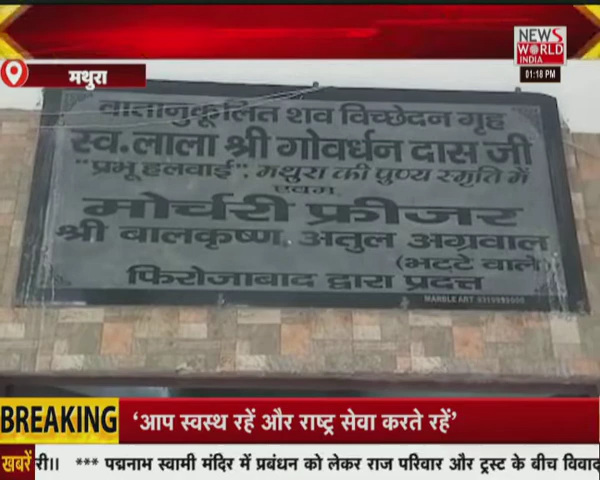 NEWS
WORLD
INDIA
01:18 PM
मथुरा
वातानुकूलित शव विच्छेदन गृह
स्व.लाला श्री गोवर्धन दास जी
"प्रभू हलवाई". मथुरा की पुण्य स्मृति में
एवम्
मोर्चरी फ्रीजर
श्री बालकृष्ण, अतुल अग्रवाल
(भट्टे वाले)
फिरोजाबाद द्वारा प्रदत्त
MARBLE ART
BREAKING
'आप स्वस्थ रहें और राष्ट्र सेवा करते रहें'
खबरें
री।। *** पद्मनाभ स्वामी मंदिर में प्रबंधन को लेकर राज परिवार और ट्रस्ट के बीच विवाद